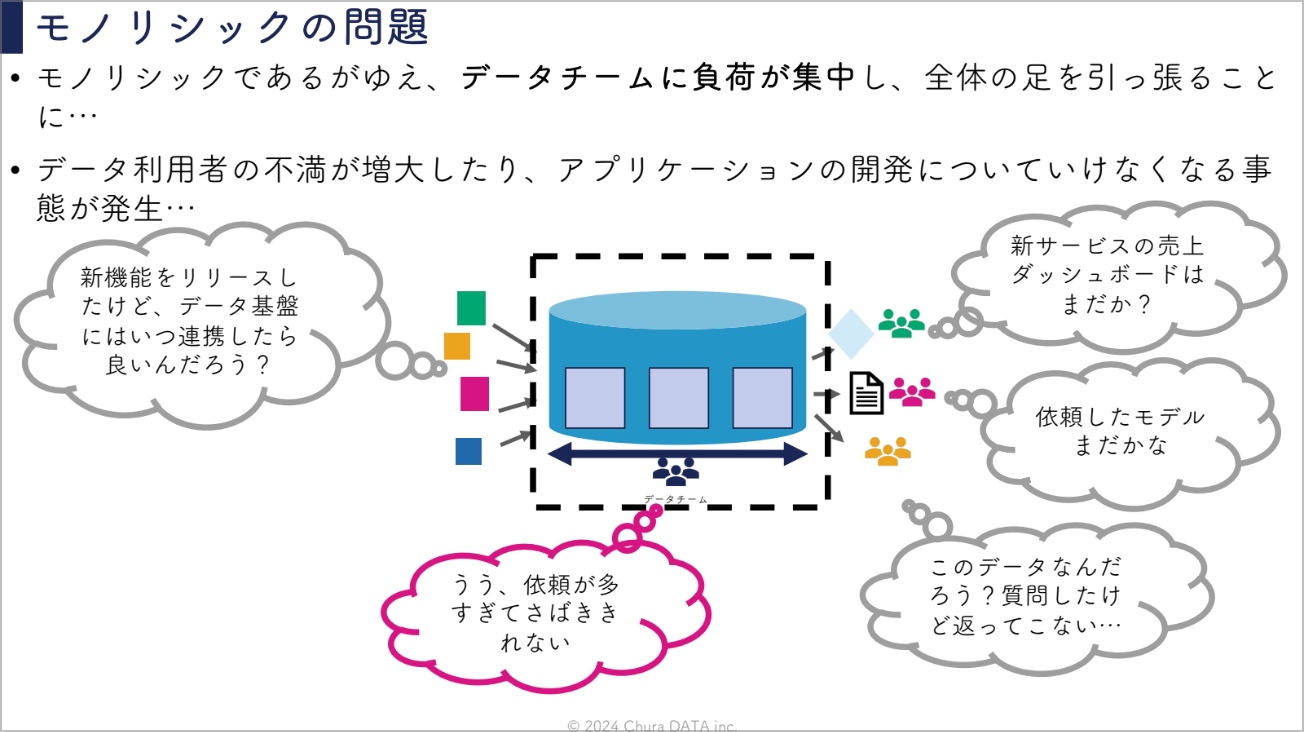 モノリシックの問題
• モノリシックであるがゆえ、データチームに負荷が集中し、全体の足を引っ張ること
に…
• データ利用者の不満が増大したり、アプリケーションの開発についていけなくなる事
態が発生…
新機能をリリースし
たけど、データ基盤
にはいつ連携したら
良いんだろう？
新サービスの売上
ダッシュボードは
まだか？
依頼したモデル
まだかな
データチーム
うう、依頼が多
すぎてさばきき
れない
このデータなんだ
ろう？質問したけ
ど返ってこない…
© 2024 Chura DATA inc.